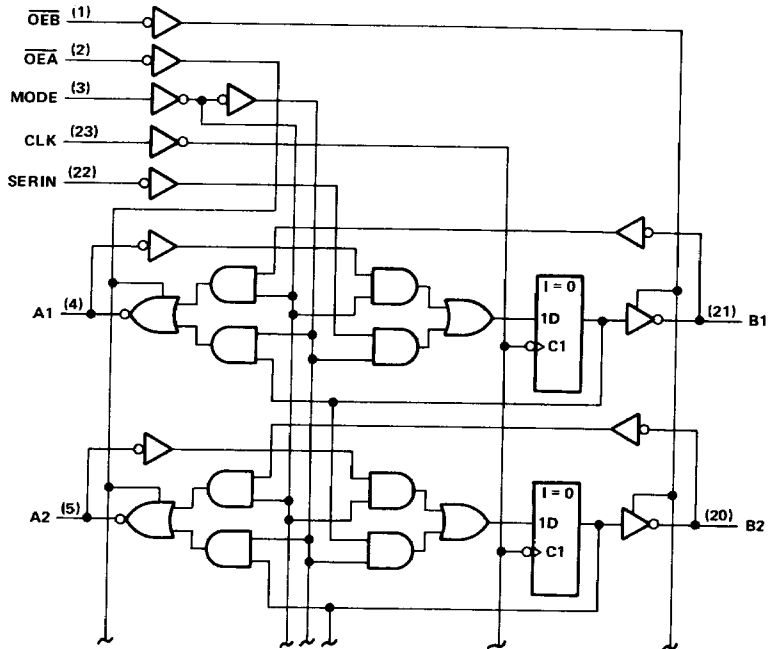 OEB (1)
OEA (2)
MODE (3)
CLK (23)
SERIN (22)
A1 (4)
I = 0
1D
C1
(21) B1
A2 (5)
I = 0
1D
C1
(20) B2